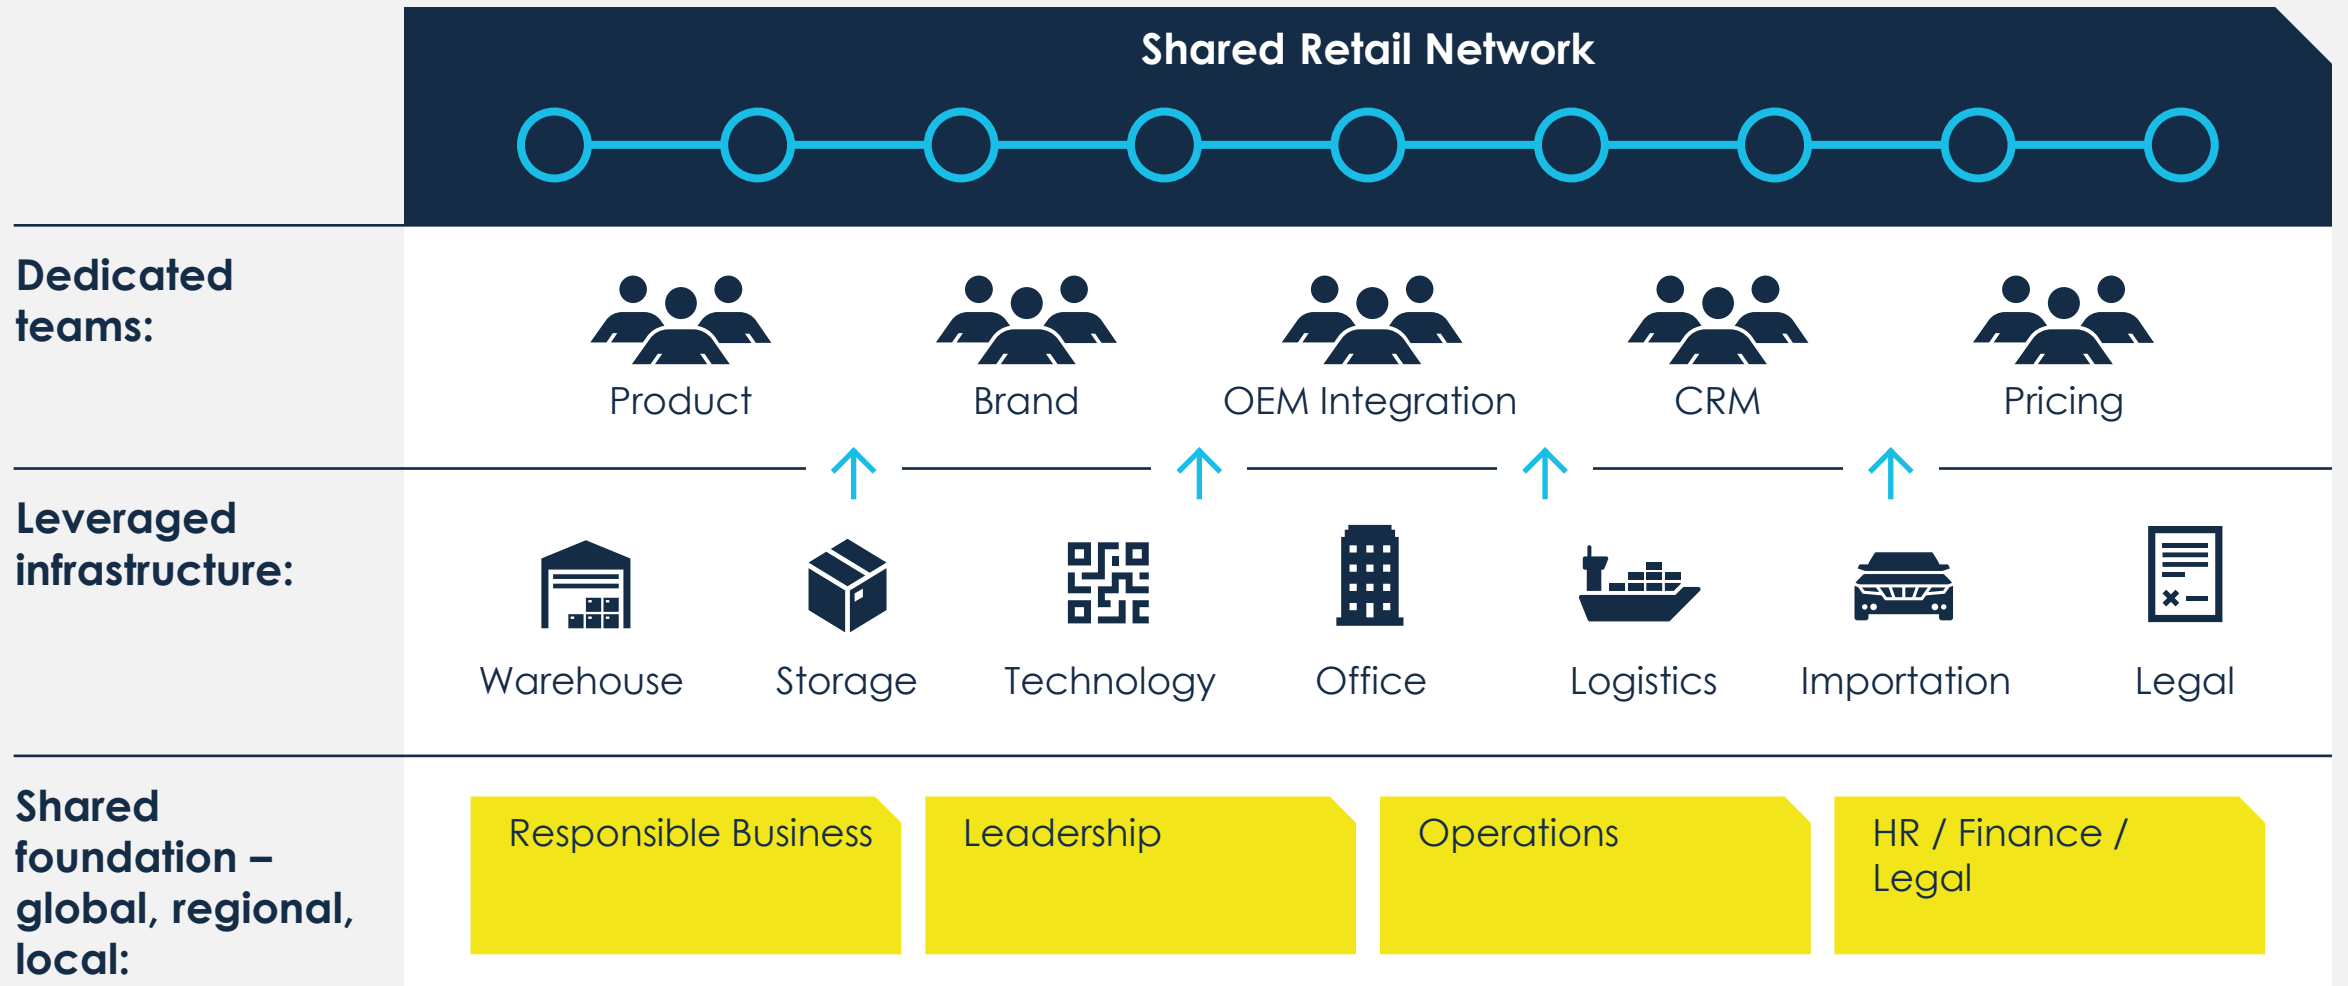 Shared Retail Network
Dedicated
teams:
Product
Brand
OEM Integration
CRM
Pricing
Leveraged
infrastructure:
Warehouse
Storage
Technology
Office
Logistics
Importation
Legal
Shared
foundation –
global, regional,
local:
Responsible Business
Leadership
Operations
HR / Finance /
Legal